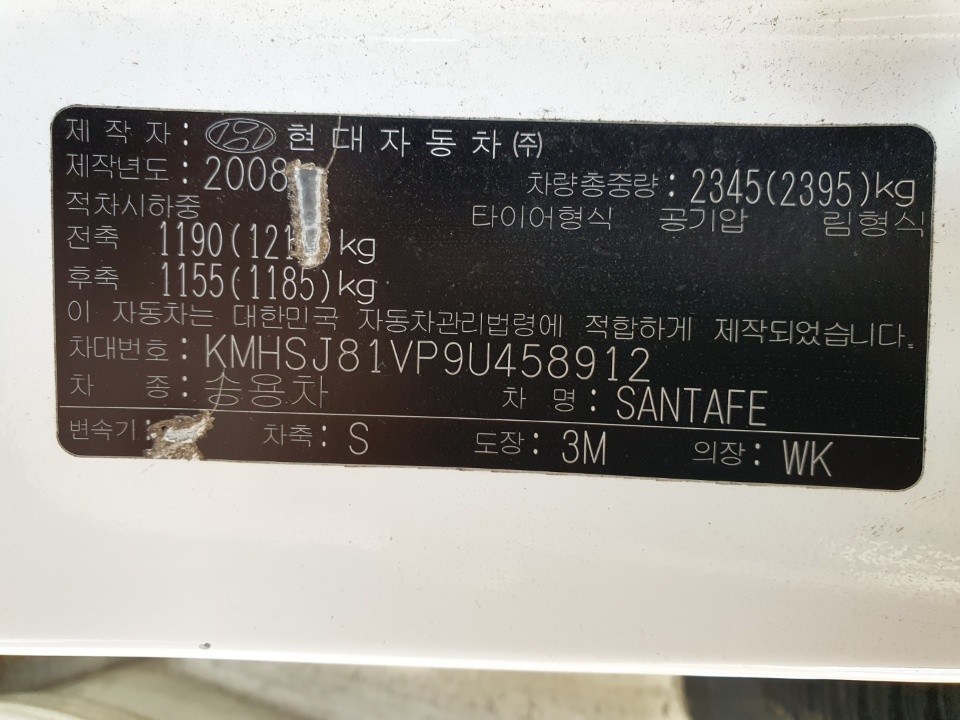 제 작 자 : 현 대 자 동 차 ㈜
제작년도 : 2008 차량총중량 : 2345(2395)kg
적차시하중 타이어형식 공기압 림형식
전축 1190 kg
후축 1155(1185)kg
이 자동차는 대한민국 자동차관리법령에 적합하게 제작되었습니다.
차대번호 : KMHSJ81VP9U458912
차 종 : 승용차 차 명 : SANTAFE
변속기 : 차축 : S 도장 : 3M 의장 : WK